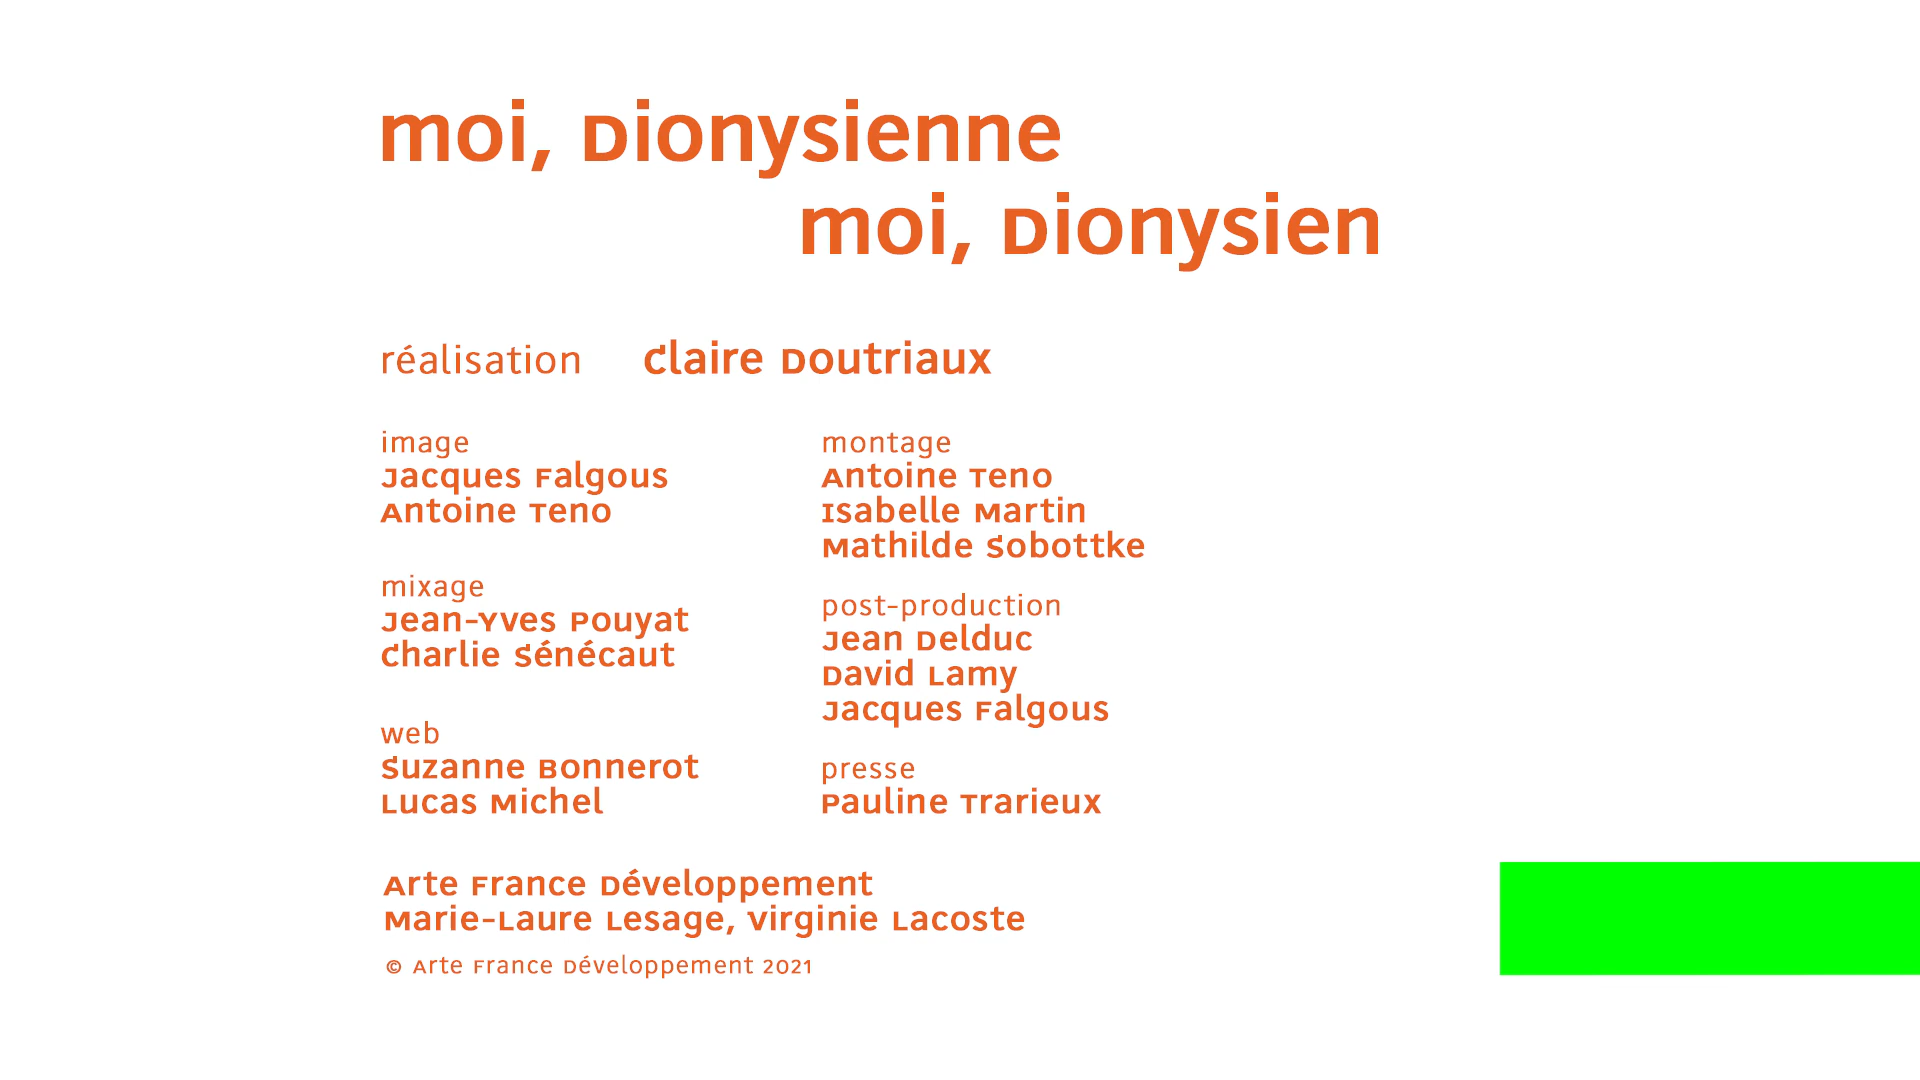 moi, Dionysienne
moi, Dionysien
réalisation Claire Doutriaux
image
Jacques Falgous
Antoine Teno
mixage
Jean-Yves Pouyat
Charlie Sénécaut
web
Suzanne Bonnerot
Lucas Michel
montage
Antoine Teno
Isabelle Martin
Mathilde Sobottke
post-production
Jean Delduc
David Lamy
Jacques Falgous
presse
Pauline Trarieux
Arte France Développement
Marie-Laure Lesage, Virginie Lacoste
© Arte France Développement 2021